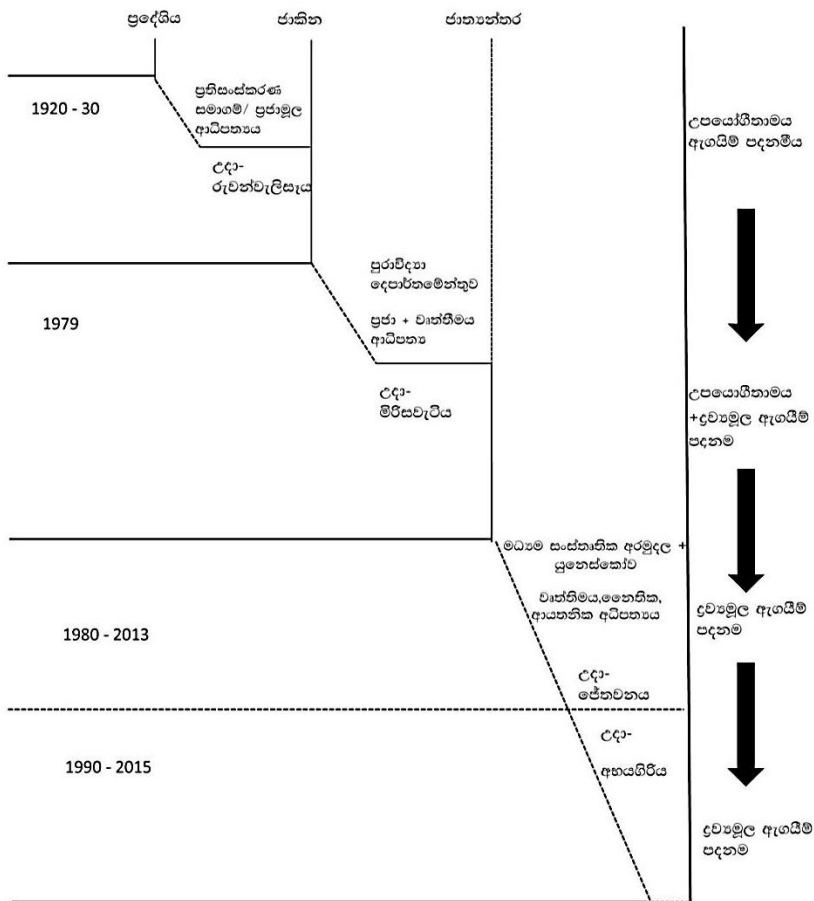 ප්‍රදේශිය
ජාතික
ජාත්‍යන්තර
1920 - 30
ප්‍රතිසංස්කරණ
සමාගම්/ ප්‍රජාමූල
ආධිපත්‍යය
උදා-
රුවන්වැලිසෑය
උපයෝගීතාමය
ඇගයිම් පදනමීය
1979
පුරාවිද්‍යා
දෙපාර්තමේන්තුව
ප්‍රජා + වෘත්තීමය
ආධිපත්‍ය
උදා-
මිරිසවැටිය
උපයොගීතාමය
+ද්‍රව්‍යමූල ඇගයීම්
පදනම
මධ්‍යම සංස්තෘතික අරමුදල +
යුනෙස්කෝව
වෘත්තිමය,නෛතික,
ආයතනික අධිපත්‍යය
1980 - 2013
ද්‍රව්‍යමූල ඇගයීම්
පදනම
උදා-
ජේතවනය
1990 - 2015
උදා-
අභයගිරිය
ද්‍රව්‍යමූල ඇගයීම්
පදනම